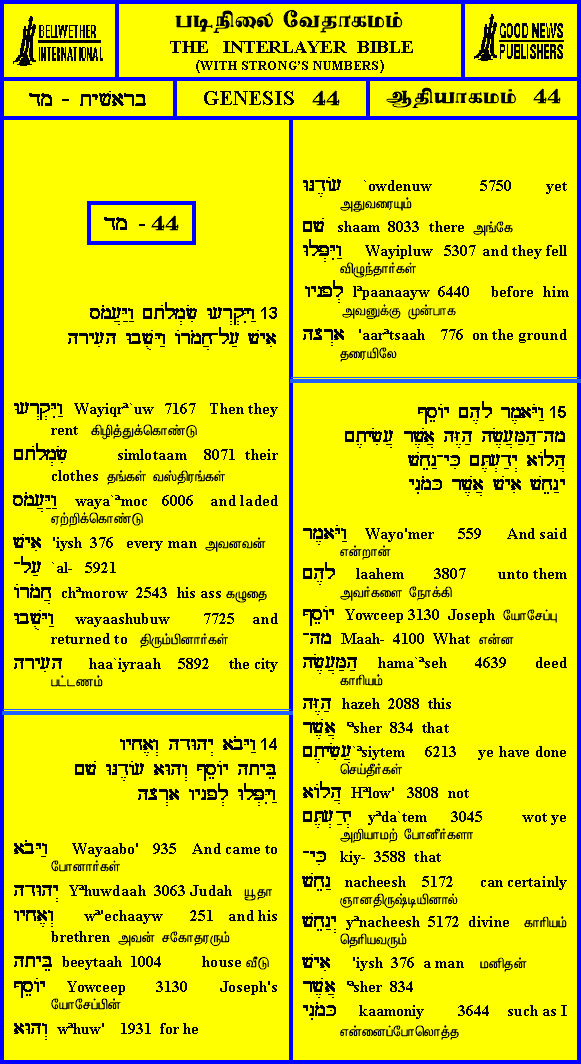 BELLWETHER
INTERNATIONAL
படிநிலை வேதாகமம்
THE INTERLAYER BIBLE
(WITH STRONG'S NUMBERS)
GOOD NEWS
PUBLISHERS
בראשית - מד
GENESIS 44
ஆதியாகமம் 44
44 - מד
13 וַיִּקְרְעוּ שִׂמְלֹתָם וַיַּעֲמֹס
אִישׁ עַל־חֲמֹרוֹ וַיָּשֻׁבוּ הָעִירָה
וַיִּקְרְעוּ Wayiqrª`uw 7167 Then they
rent கிழித்துக்கொண்டு
שִׂמְלֹתָם simlotaam 8071 their
clothes தங்கள் வஸ்திரங்கள்
וַיַּעֲמֹס waya`ªmoc 6006 and laded
ஏற்றிக்கொண்டு
אִישׁ 'iysh 376 every man அவனவன்
עַל־ `al- 5921
חֲמֹרוֹ chªmorow 2543 his ass கழுதை
וַיָּשֻׁבוּ wayaashubuw 7725 and
returned to திரும்பினார்கள்
הָעִירָה haa`iyraah 5892 the city
பட்டணம்
14 וַיָּבֹא יְהוּדָה וְאֶחָיו
בֵּיתָה יוֹסֵף וְהוּא עוֹדֶנּוּ שָׁם
וַיִּפְּלוּ לְפָנָיו אָרְצָה
וַיָּבֹא Wayaabo' 935 And came to
போனார்கள்
יְהוּדָה Yªhuwdaah 3063 Judah யூதா
וְאֶחָיו wª'echaayw 251 and his
brethren அவன் சகோதரரும்
בֵּיתָה beeytaah 1004 house வீடு
יוֹסֵף Yowceep 3130 Joseph's
யோசேப்பின்
וְהוּא wªhuw' 1931 for he
עוֹדֶנּוּ `owdenuw 5750 yet
அதுவரையும்
שָׁם shaam 8033 there அங்கே
וַיִּפְּלוּ Wayipluw 5307 and they fell
விழுந்தார்கள்
לְפָנָיו lªpaanaayw 6440 before him
அவனுக்கு முன்பாக
אָרְצָה 'aarªtsaah 776 on the ground
தரையிலே
15 וַיֹּאמֶר לָהֶם יוֹסֵף
מָה־הַמַּעֲשֶׂה הַזֶּה אֲשֶׁר עֲשִׂיתֶם
הֲלוֹא יְדַעְתֶּם כִּי־נַחֵשׁ
יְנַחֵשׁ אִישׁ אֲשֶׁר כָּמֹנִי
וַיֹּאמֶר Wayo'mer 559 And said
என்றான்
לָהֶם laahem 3807 unto them
அவர்களை நோக்கி
יוֹסֵף Yowceep 3130 Joseph யோசேப்பு
מָה־ Maah- 4100 What என்ன
הַמַּעֲשֶׂה hama`ªseh 4639 deed
காரியம்
הַזֶּה hazeh 2088 this
אֲשֶׁר ªsher 834 that
עֲשִׂיתֶם `ªsiytem 6213 ye have done
செய்தீர்கள்
הֲלוֹא Hªlow' 3808 not
יְדַעְתֶּם yªda`tem 3045 wot ye
அறியாமற் போனீர்களா
כִּי־ kiy- 3588 that
נַחֵשׁ nacheesh 5172 can certainly
ஞானதிருஷ்டியினால்
יְנַחֵשׁ yªnacheesh 5172 divine காரியம்
தெரியவரும்
אִישׁ 'iysh 376 a man மனிதன்
אֲשֶׁר ªsher 834
כָּמֹנִי kaamoniy 3644 such as I
என்னைப்போலொத்த